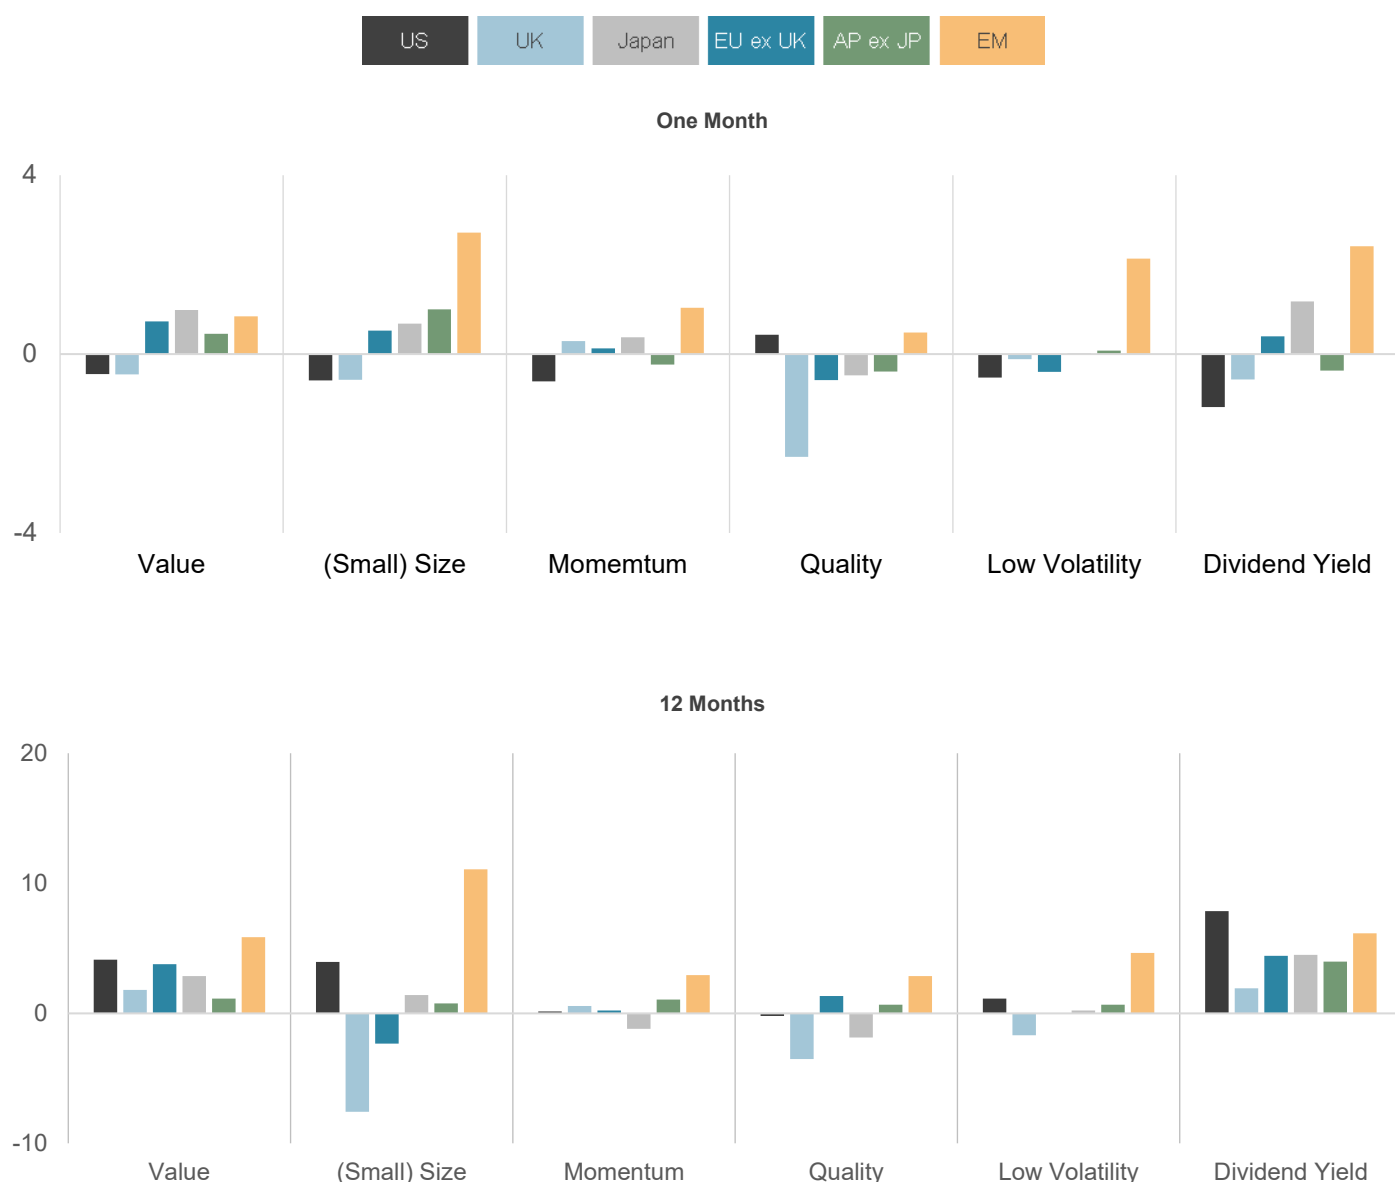 US UK Japan EU ex UK AP ex JP EM
One Month
4
0
-4
Value (Small) Size Momemtum Quality Low Volatility Dividend Yield
12 Months
20
10
0
-10
Value (Small) Size Momentum Quality Low Volatility Dividend Yield